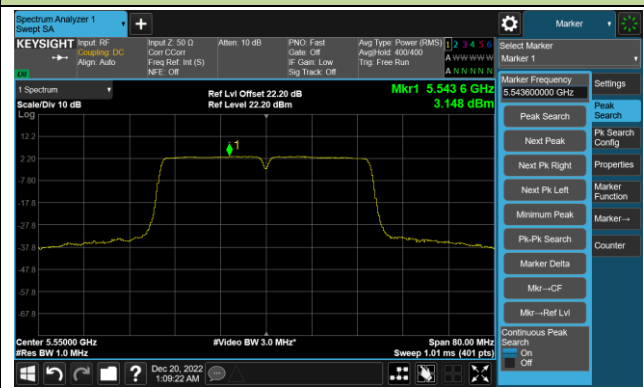 Spectrum Analyzer 1
Swept SA
Marker
KEYSIGHT
Input: RF
Coupling: DC
Align: Auto
Input Z: 50 Ω
Corr CCorr
Freq Ref: Int (S)
NFE: Off
Atten: 10 dB
PNO: Fast
Gate: Off
IF Gain: Low
Sig Track: Off
Avg Type: Power (RMS)
Avg|Hold: 400/400
Trig: Free Run
1 2 3 4 5 6
A W W W W W
A N N N N N
Select Marker
Marker 1
1 Spectrum
Scale/Div 10 dB
Log
Ref Lvl Offset 22.20 dB
Ref Level 22.20 dBm
Mkr1 5.543 6 GHz
3.148 dBm
12.2
2.20
-7.80
-17.8
-27.8
-37.8
-47.8
-57.8
-67.8
1
Center 5.55000 GHz
#Res BW 1.0 MHz
#Video BW 3.0 MHz*
Span 80.00 MHz
Sweep 1.01 ms (401 pts)
Marker Frequency
5.543600000 GHz
Peak Search
Next Peak
Next Pk Right
Next Pk Left
Minimum Peak
Pk-Pk Search
Marker Delta
Mkr→CF
Mkr→Ref Lvl
Continuous Peak
Search
On
Off
Settings
Peak
Search
Pk Search
Config
Properties
Marker
Function
Marker→
Counter
?
Dec 20, 2022
1:09:22 AM